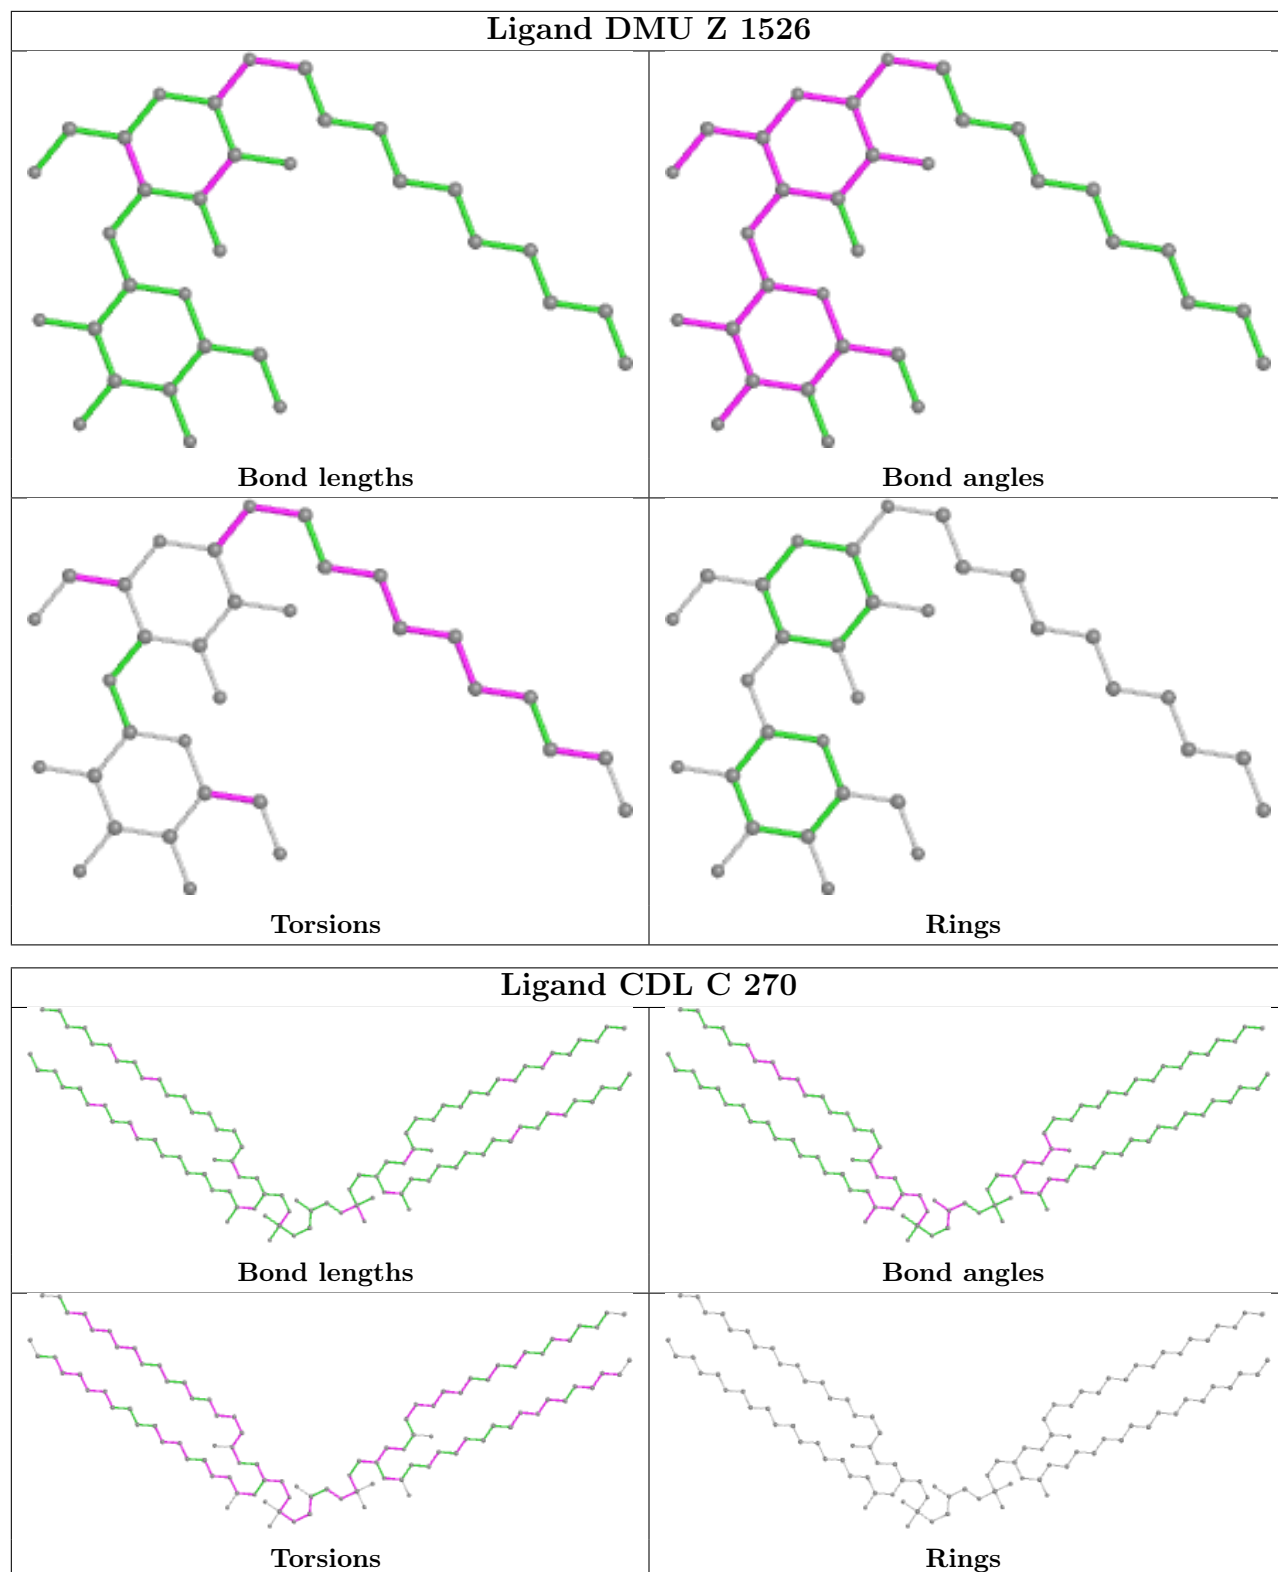 Ligand DMU Z 1526
Bond lengths
Bond angles
Torsions
Rings
Ligand CDL C 270
Bond lengths
Bond angles
Torsions
Rings